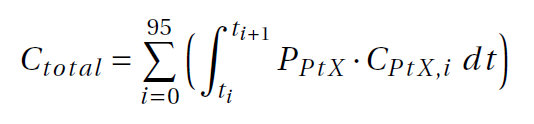 C_{total} = \sum_{i=0}^{95} \left( \int_{t_i}^{t_{i+1}} P_{PtX} \cdot C_{PtX,i} \, dt \right)